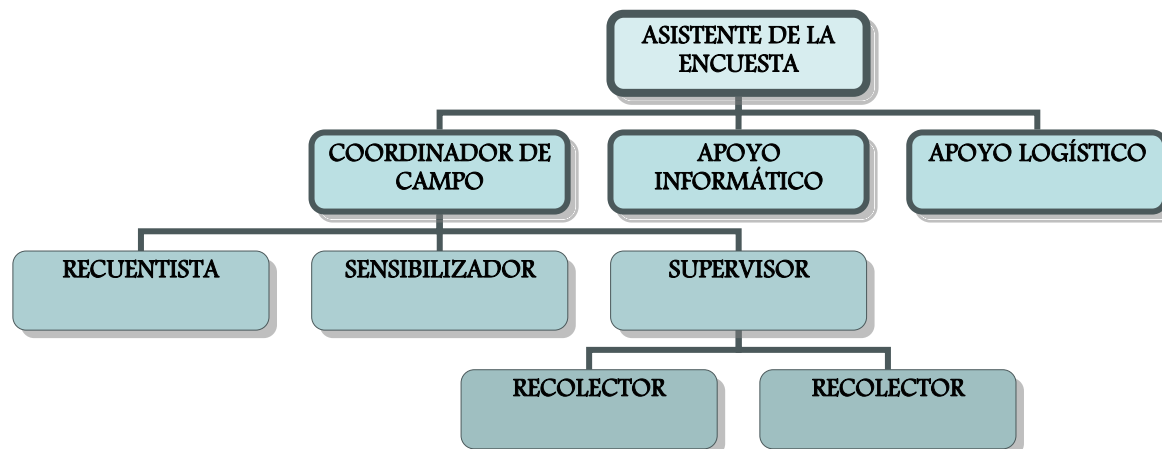 ASISTENTE DE LA
ENCUESTA
COORDINADOR DE
CAMPO
APOYO
INFORMÁTICO
APOYO LOGÍSTICO
RECUENTISTA
SENSIBILIZADOR
SUPERVISOR
RECOLECTOR
RECOLECTOR